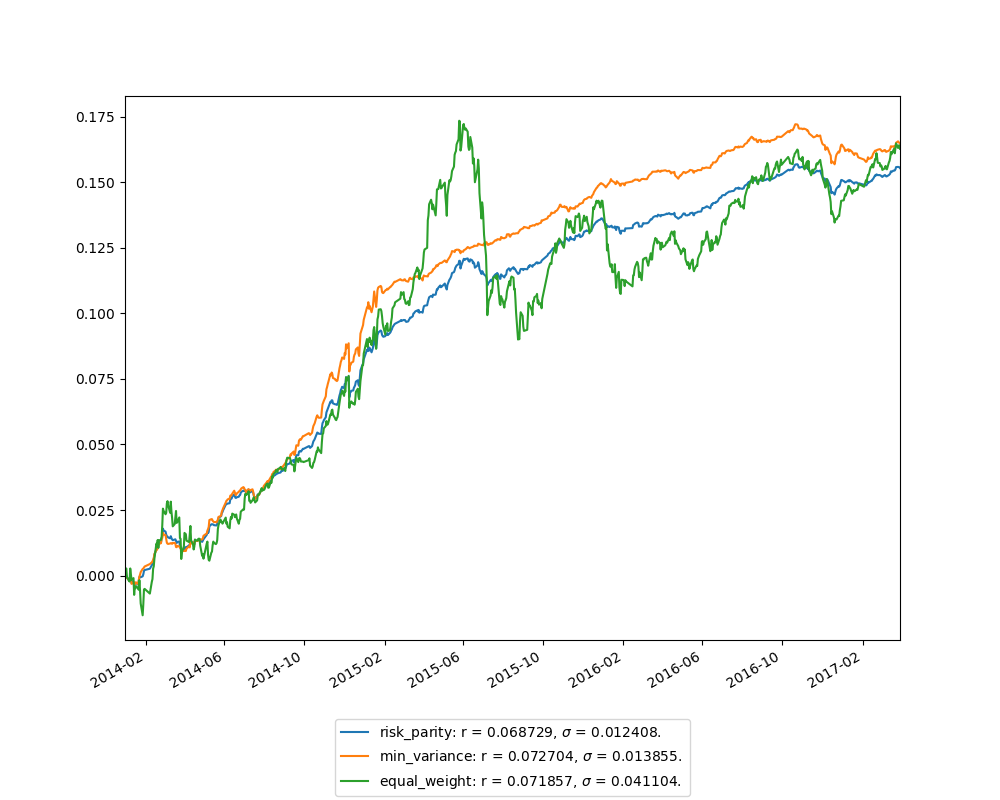 0.175
0.150
0.125
0.100
0.075
0.050
0.025
0.000
2014-02 2014-06 2014-10 2015-02 2015-06 2015-10 2016-02 2016-06 2016-10 2017-02
risk_parity: r = 0.068729, σ = 0.012408.
min_variance: r = 0.072704, σ = 0.013855.
equal_weight: r = 0.071857, σ = 0.041104.